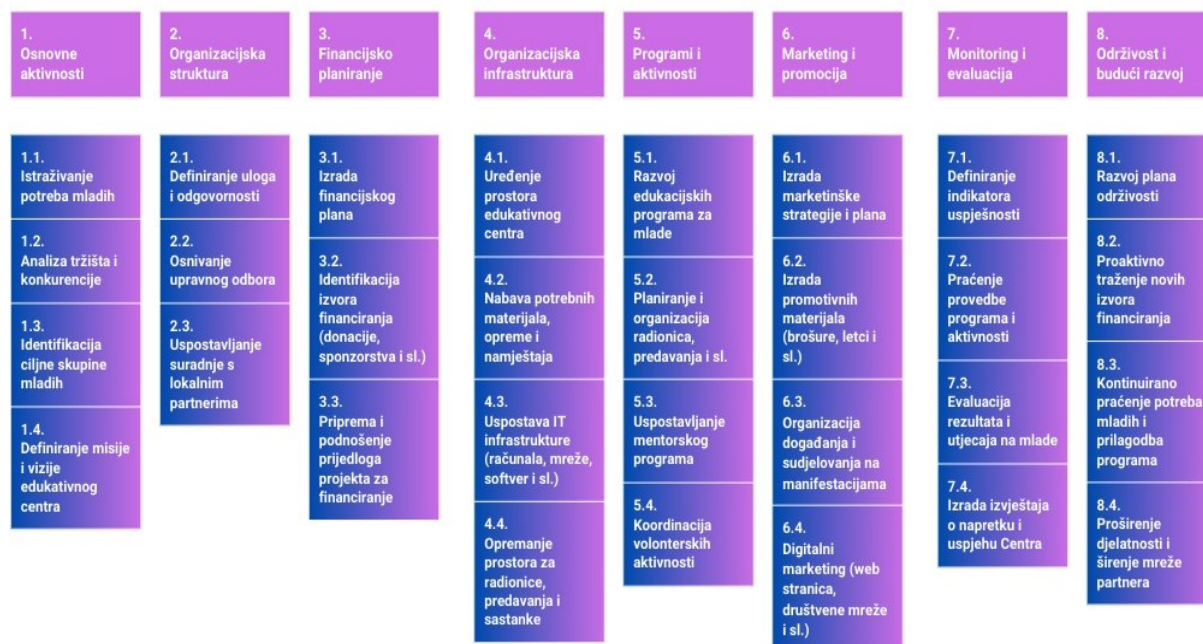 1.
Osnovne
aktivnosti
2.
Organizacijska
struktura
3.
Financijsko
planiranje
4.
Organizacijska
infrastruktura
5.
Programi i
aktivnosti
6.
Marketing i
promocija
7.
Monitoring i
evaluacija
8.
Održivost i
budući razvoj
1.1.
Istraživanje
potreba mladih
1.2.
Analiza tržišta i
konkurencije
1.3.
Identifikacija
ciljne skupine
mladih
1.4.
Definiranje misije
i vizije
edukativnog
centra
2.1.
Definiranje uloga
i odgovornosti
2.2.
Osnivanje
upravnog odbora
2.3.
Uspostavljanje
suradnje s
lokalnim
partnerima
3.1.
Izrada
financijskog
plana
3.2.
Identifikacija
izvora
financiranja
(donacije,
sponzorstva i sl.)
3.3.
Priprema i
podnošenje
prijedloga
projekta za
financiranje
4.1.
Uređenje
prostora
edukativnog
centra
4.2.
Nabava potrebnih
materijala,
opreme i
namještaja
4.3.
Uspostava IT
infrastrukture
(računala, mreže,
softver i sl.)
4.4.
Opremanje
prostora za
radionice,
predavanja i
sastanke
5.1.
Razvoj
edukacijskih
programa za
mlade
5.2.
Planiranje i
organizacija
radionica,
predavanja i sl.
5.3.
Uspostavljanje
mentorskog
programa
5.4.
Koordinacija
volonterskih
aktivnosti
6.1.
Izrada
marketinške
strategije i plana
6.2.
Izrada
promotivnih
materijala
(brošure, letci i
sl.)
6.3.
Organizacija
događanja i
sudjelovanja na
manifestacijama
6.4.
Digitalni
marketing (web
stranica,
društvene mreže
i sl.)
7.1.
Definiranje
indikatora
uspješnosti
7.2.
Praćenje
provedbe
programa i
aktivnosti
7.3.
Evaluacija
rezultata i
utjecaja na mlade
7.4.
Izrada izvještaja
o napretku i
uspjehu Centra
8.1.
Razvoj plana
održivosti
8.2.
Proaktivno
traženje novih
izvora
financiranja
8.3.
Kontinuirano
praćenje potreba
mladih i
prilagodba
programa
8.4.
Proširenje
djelatnosti i
širenje mreže
partnera